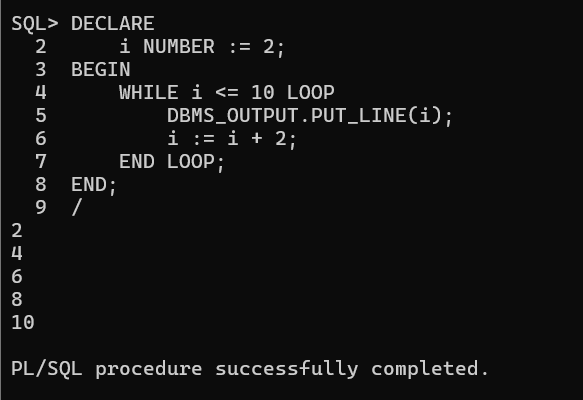 SQL> DECLARE
  2      i NUMBER := 2;
  3  BEGIN
  4      WHILE i <= 10 LOOP
  5          DBMS_OUTPUT.PUT_LINE(i);
  6          i := i + 2;
  7      END LOOP;
  8  END;
  9  /
2
4
6
8
10
PL/SQL procedure successfully completed.